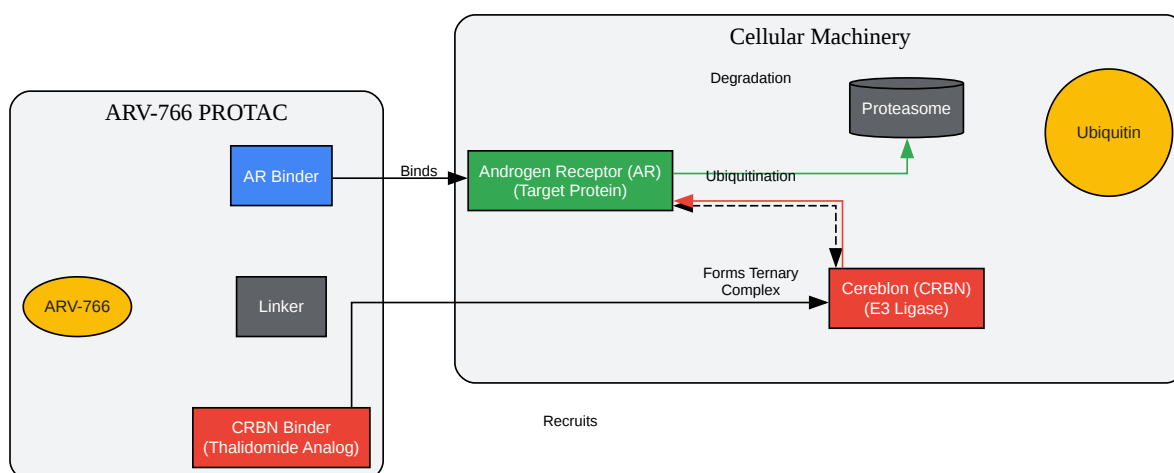 ARV-766 PROTAC
AR Binder
ARV-766
Linker
CRBN Binder
(Thalidomide Analog)
Binds
Recruits
Cellular Machinery
Degradation
Proteasome
Ubiquitin
Androgen Receptor (AR)
(Target Protein)
Ubiquitination
Forms Ternary
Complex
Cereblon (CRBN)
(E3 Ligase)